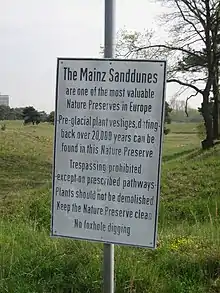 The Mainz Sanddunes
are one of the most valuable
Nature Preserves in Europe
Pre-glacial plant vestiges, dating
back over 20,000 years can be
found in this Nature Preserve
Trespassing prohibited
except on prescribed pathways
Plants should not be demolished
Keep the Nature Preserve clean
No foxhole digging